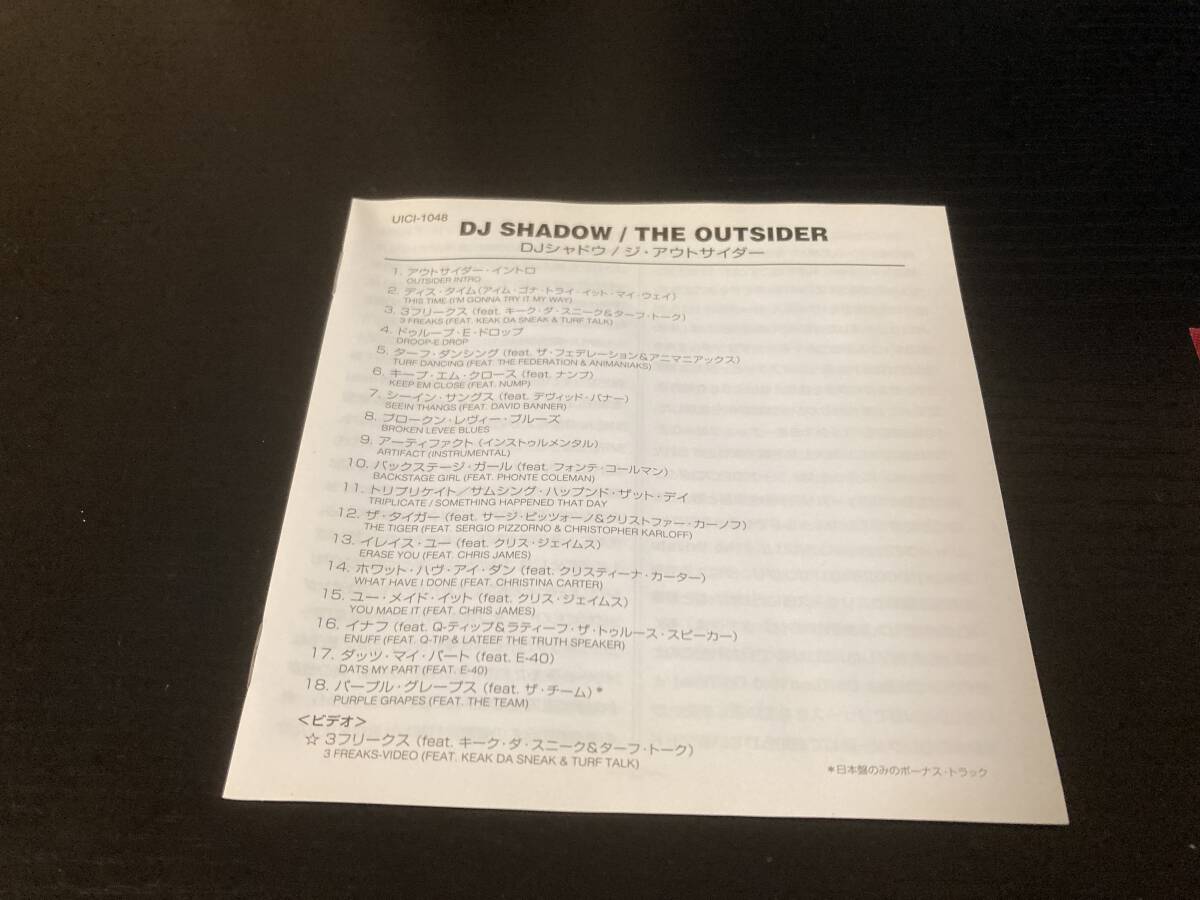 UICI-1048
DJ SHADOW / THE OUTSIDER
DJシャドウ / ジ・アウトサイダー
1. アウトサイダー・イントロ
OUTSIDER INTRO
2. ディス・タイム(アイム・ゴナ・トライ・イット・マイ・ウェイ)
THIS TIME (I'M GONNA TRY IT MY WAY)
3. 3フリークス (feat. キーク・ダ・スニーク&ターフ・トーク)
3 FREAKS (FEAT. KEAK DA SNEAK & TURF TALK)
4. ドゥループ・E・ドロップ
DROOP-E DROP
5. ターフ・ダンシング (feat. ザ・フェデレーション&アニマニアックス)
TURF DANCING (FEAT. THE FEDERATION & ANIMANIAKS)
6. キープ・エム・クロース (feat. ナンプ)
KEEP EM CLOSE (FEAT. NUMP)
7. シーイン・サングス (feat. デヴィッド・バナー)
SEEIN THANGS (FEAT. DAVID BANNER)
8. ブロークン・レヴィー・ブルーズ
BROKEN LEVEE BLUES
9. アーティファクト (インストゥルメンタル)
ARTIFACT (INSTRUMENTAL)
10. バックステージ・ガール (feat. フォンテ・コールマン)
BACKSTAGE GIRL (FEAT. PHONTE COLEMAN)
11. トリプリケイト/サムシング・ハップンド・ザット・デイ
TRIPLICATE / SOMETHING HAPPENED THAT DAY
12. ザ・タイガー (feat. サージ・ピッツォーノ&クリストファー・カーノフ)
THE TIGER (FEAT. SERGIO PIZZORNO & CHRISTOPHER KARLOFF)
13. イレイス・ユー (feat. クリス・ジェイムス)
ERASE YOU (FEAT. CHRIS JAMES)
14. ホワット・ハヴ・アイ・ダン (feat. クリスティーナ・カーター)
WHAT HAVE I DONE (FEAT. CHRISTINA CARTER)
15. ユー・メイド・イット (feat. クリス・ジェイムス)
YOU MADE IT (FEAT. CHRIS JAMES)
16. イナフ (feat. Q-ティップ&ラティーフ・ザ・トゥルース・スピーカー)
ENUFF (FEAT. Q-TIP & LATEEF THE TRUTH SPEAKER)
17. ダッツ・マイ・パート (feat. E-40)
DATS MY PART (FEAT. E-40)
18. パープル・グレープス (feat. ザ・チーム)*
PURPLE GRAPES (FEAT. THE TEAM)
<ビデオ>
☆ 3フリークス (feat. キーク・ダ・スニーク&ターフ・トーク)
3 FREAKS-VIDEO (FEAT. KEAK DA SNEAK & TURF TALK)
*日本盤のみのボーナス・トラック